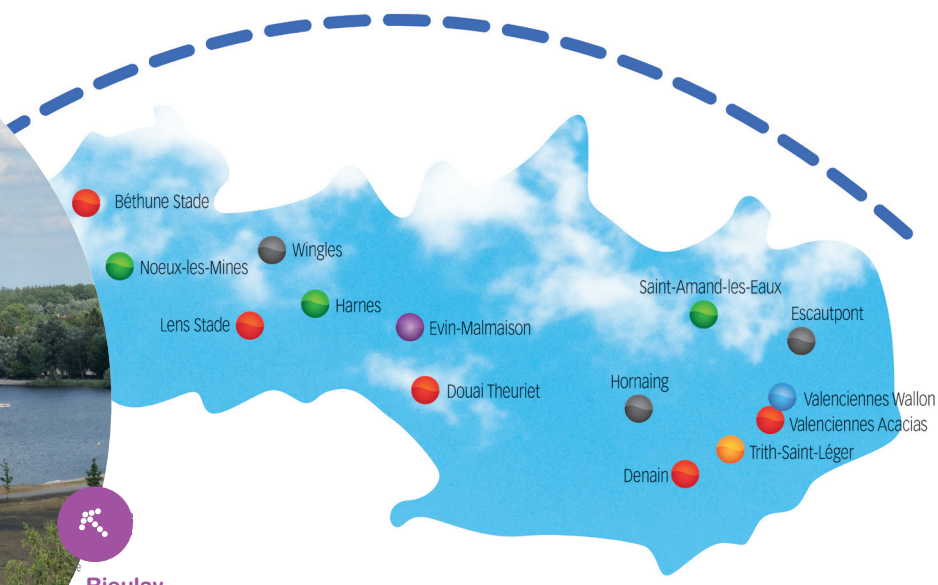 Béthune Stade
Wingles
Noeux-les-Mines
Saint-Amand-les-Eaux
Harnes
Escautpont
Lens Stade
Evin-Malmaison
Hornaing
Douai Theuriet
Valenciennes Wallon
Valenciennes Acacias
Trith-Saint-Léger
Denain